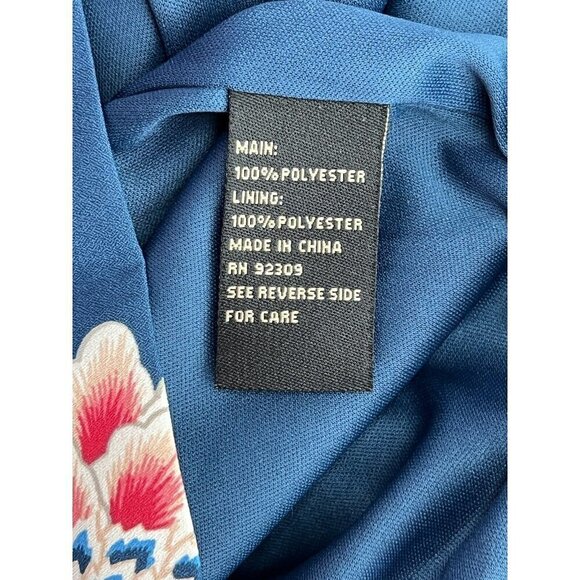 MAIN:
100% POLYESTER
LINING:
100% POLYESTER
MADE IN CHINA
RN 92309
SEE REVERSE SIDE
FOR CARE